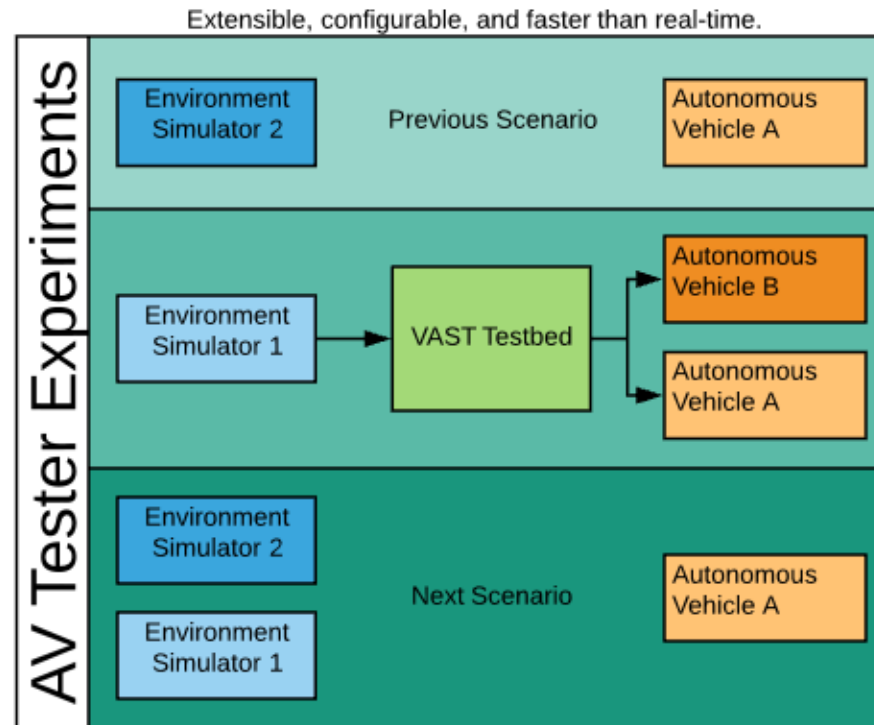 Extensible, configurable, and faster than real-time.
AV Tester Experiments
Environment
Simulator 2
Previous Scenario
Autonomous
Vehicle A
Environment
Simulator 1
VAST Testbed
Autonomous
Vehicle B
Autonomous
Vehicle A
Environment
Simulator 2
Environment
Simulator 1
Next Scenario
Autonomous
Vehicle A